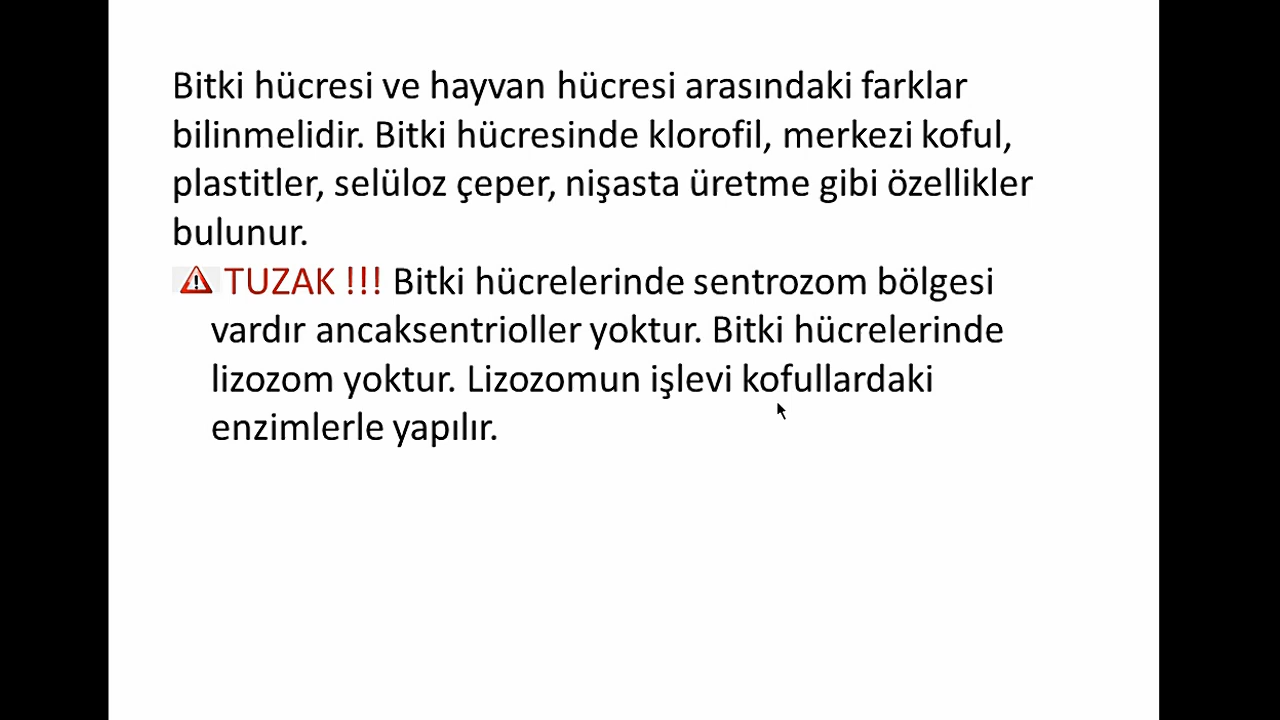 Bitki hücresi ve hayvan hücresi arasındaki farklar
bilinmelidir. Bitki hücresinde klorofil, merkezi koful,
plastitler, selüloz çeper, nişasta üretme gibi özellikler
bulunur.
TUZAK !!! Bitki hücrelerinde sentrozom bölgesi
vardır ancaksentrioller yoktur. Bitki hücrelerinde
lizozom yoktur. Lizozomun işlevi kofullardaki
enzimlerle yapılır.